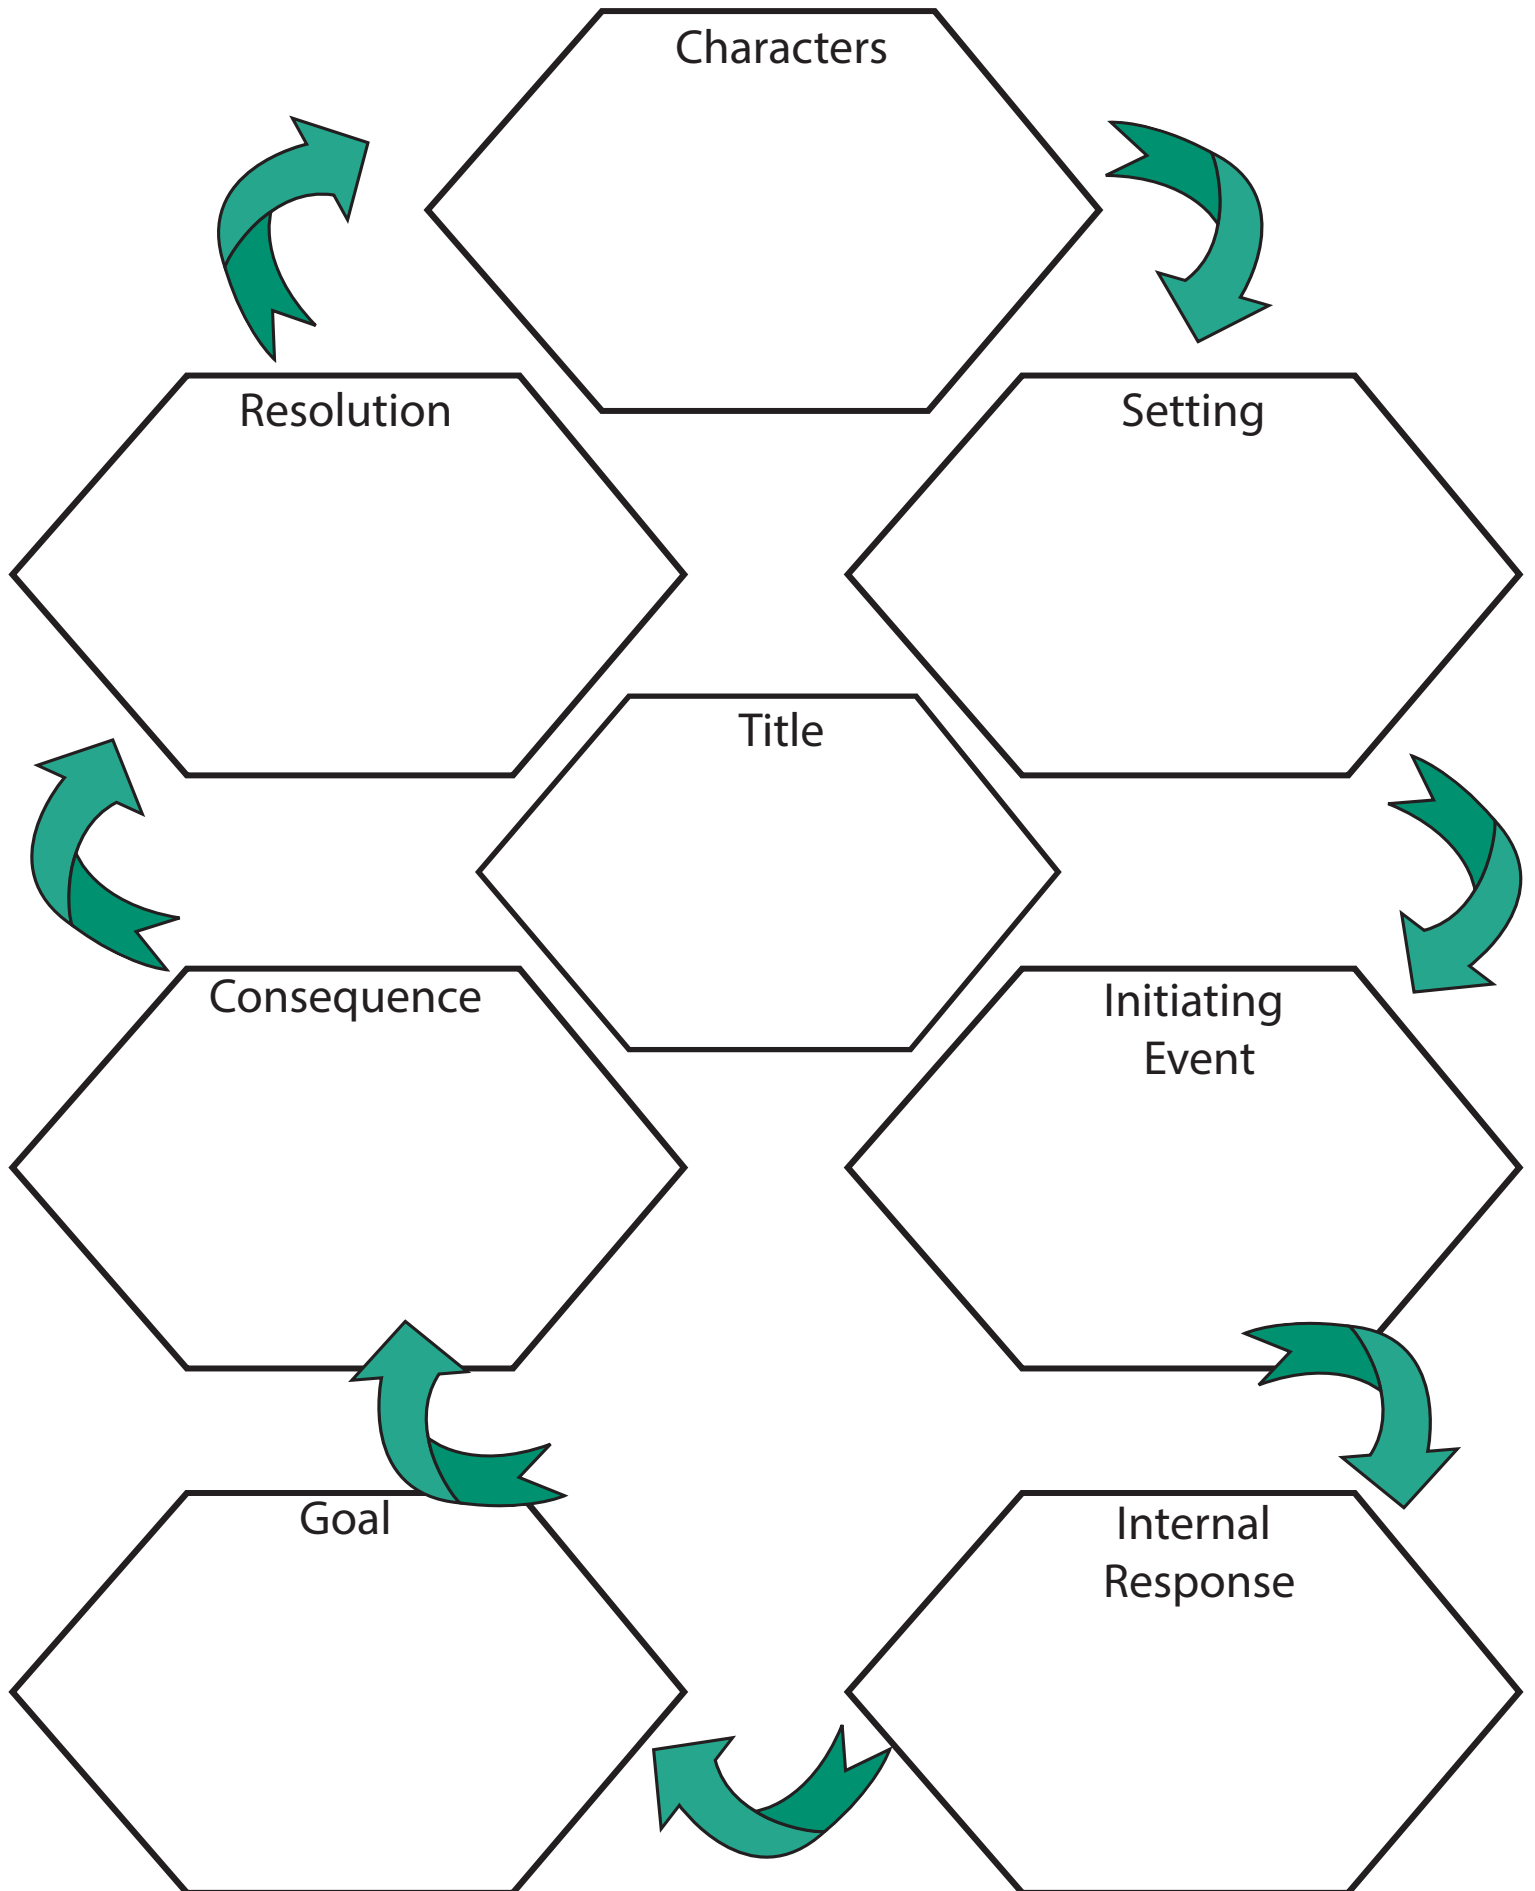 Characters
Resolution
Setting
Title
Consequence
Initiating
Event
Goal
Internal
Response